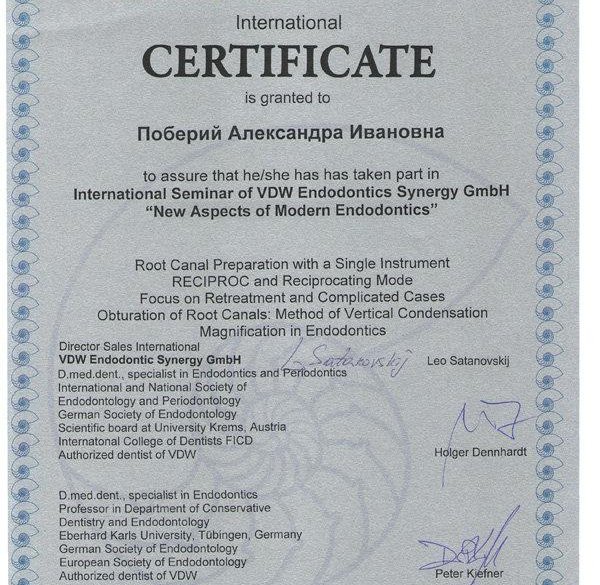 International
CERTIFICATE
is granted to
Поберий Александра Ивановна
to assure that he/she has has taken part in
International Seminar of VDW Endodontics Synergy GmbH
“New Aspects of Modern Endodontics”
Root Canal Preparation with a Single Instrument
RECIPROC and Reciprocating Mode
Focus on Retreatment and Complicated Cases
Obturation of Root Canals: Method of Vertical Condensation
Magnification in Endodontics
Director Sales International
VDW Endodontic Synergy GmbH L. Satanovskij Leo Satanovskij
D.med.dent., specialist in Endodontics and Periodontics
International and National Society of
Endodontology and Periodontology
German Society of Endodontology
Scientific board at University Krems, Austria
Internatonal College of Dentists FICD
Authorized dentist of VDW
Holger Dennhardt
D.med.dent., specialist in Endodontics
Professor in Department of Conservative
Dentistry and Endodontology
Eberhard Karls University, Tübingen, Germany
German Society of Endodontology
European Society of Endodontology
Authorized dentist of VDW
Peter Kiefner